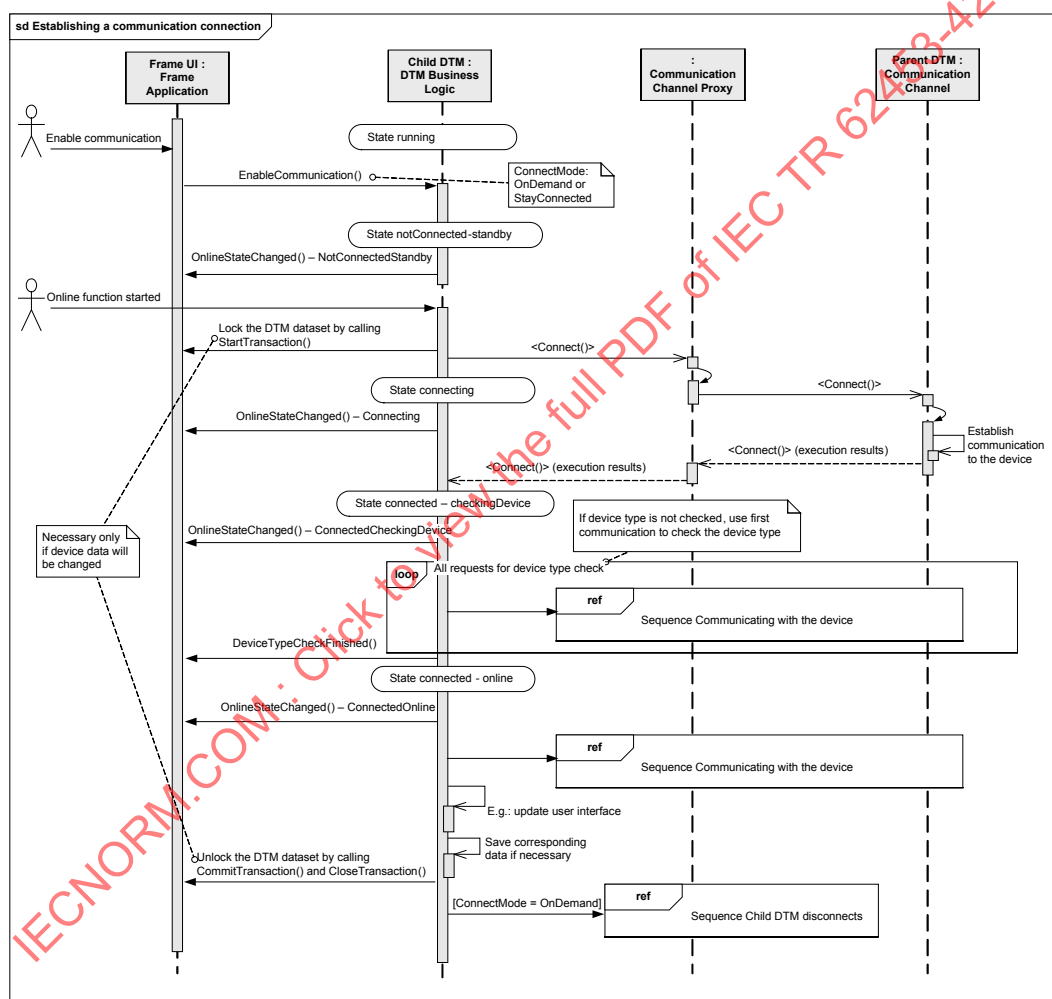 sd Establishing a communication connection
Frame UI :
Frame
Application
Child DTM :
DTM Business
Logic
:
Communication
Channel Proxy
Parent DTM :
Communication
Channel
Enable communication
State running
EnableCommunication()
ConnectMode:
OnDemand or
StayConnected
State notConnected-standby
OnlineStateChanged() – NotConnectedStandby
Online function started
Lock the DTM dataset by calling
StartTransaction()
<Connect()>
State connecting
<Connect()>
OnlineStateChanged() – Connecting
Establish
communication
to the device
<Connect()> (execution results)
<Connect()> (execution results)
State connected – checkingDevice
If device type is not checked, use first
communication to check the device type
Necessary only
if device data will
be changed
OnlineStateChanged() – ConnectedCheckingDevice
loop
All requests for device type check
ref
Sequence Communicating with the device
DeviceTypeCheckFinished()
State connected - online
OnlineStateChanged() – ConnectedOnline
ref
Sequence Communicating with the device
E.g.: update user interface
Save corresponding
data if necessary
Unlock the DTM dataset by calling
CommitTransaction() and CloseTransaction()
[ConnectMode = OnDemand]
ref
Sequence Child DTM disconnects
IECNORM.COM : Click to view the full PDF of IEC TR 62453-42